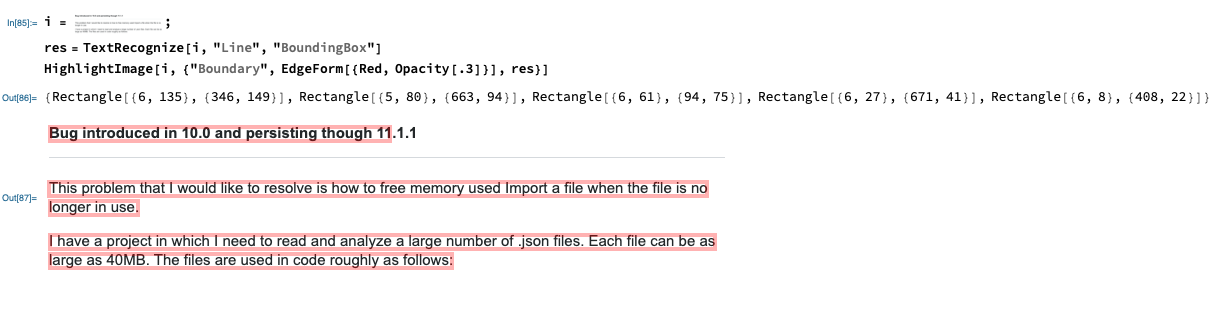 In[85]:= i = ;
res = TextRecognize[i, "Line", "BoundingBox"]
HighlightImage[i, {"Boundary", EdgeForm[{Red, Opacity[.3]}], res}]
Out[86]= {Rectangle[{6, 135}, {346, 149}], Rectangle[{5, 80}, {663, 94}], Rectangle[{6, 61}, {94, 75}], Rectangle[{6, 27}, {671, 41}], Rectangle[{6, 8}, {408, 22}]}
Bug introduced in 10.0 and persisting though 11.1.1
Out[87]=
This problem that I would like to resolve is how to free memory used Import a file when the file is no
longer in use.
I have a project in which I need to read and analyze a large number of .json files. Each file can be as
large as 40MB. The files are used in code roughly as follows: